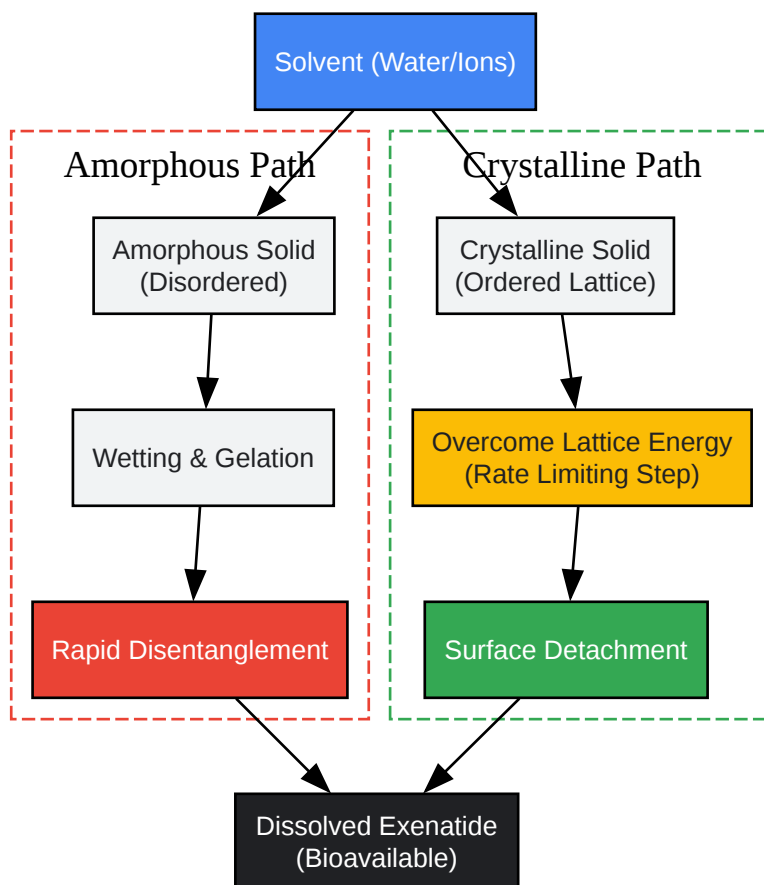 Solvent (Water/Ions)
Amorphous Path
Crystalline Path
Amorphous Solid
(Disordered)
Crystalline Solid
(Ordered Lattice)
Wetting & Gelation
Overcome Lattice Energy
(Rate Limiting Step)
Rapid Disentanglement
Surface Detachment
Dissolved Exenatide
(Bioavailable)